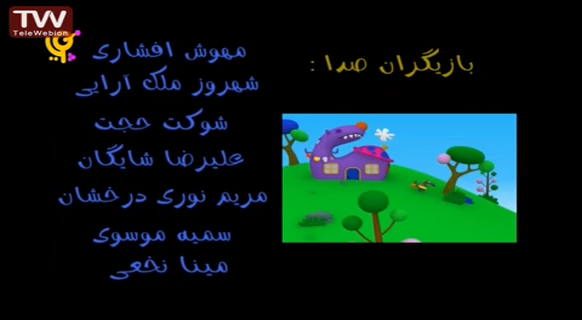 TVW
TeleWebion
بازیگران صدا :
مهوش افشاری
شهروز ملک آرایی
شوکت حجت
علیرضا شایگان
مریم نوری درخشان
سمیه موسوی
مینا نخعی